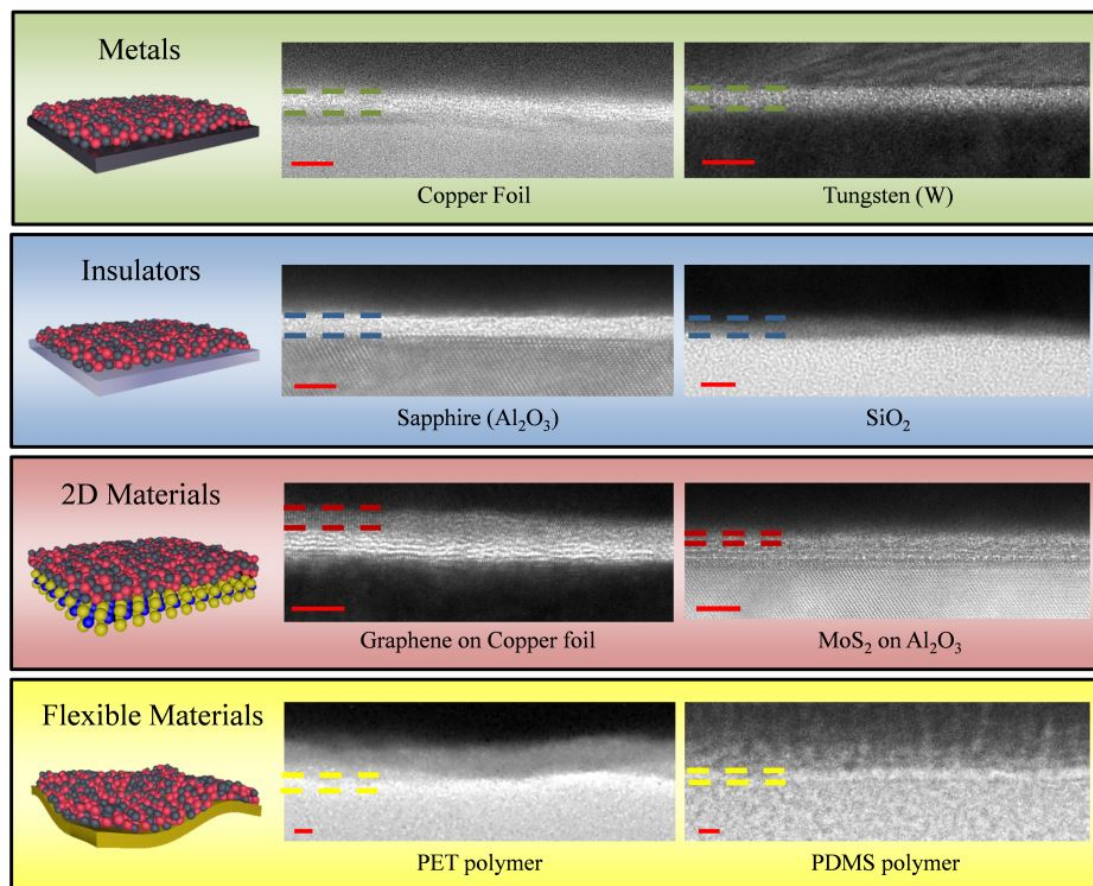 Metals
Copper Foil
Tungsten (W)
Insulators
Sapphire (Al₂O₃)
SiO₂
2D Materials
Graphene on Copper foil
MoS₂ on Al₂O₃
Flexible Materials
PET polymer
PDMS polymer